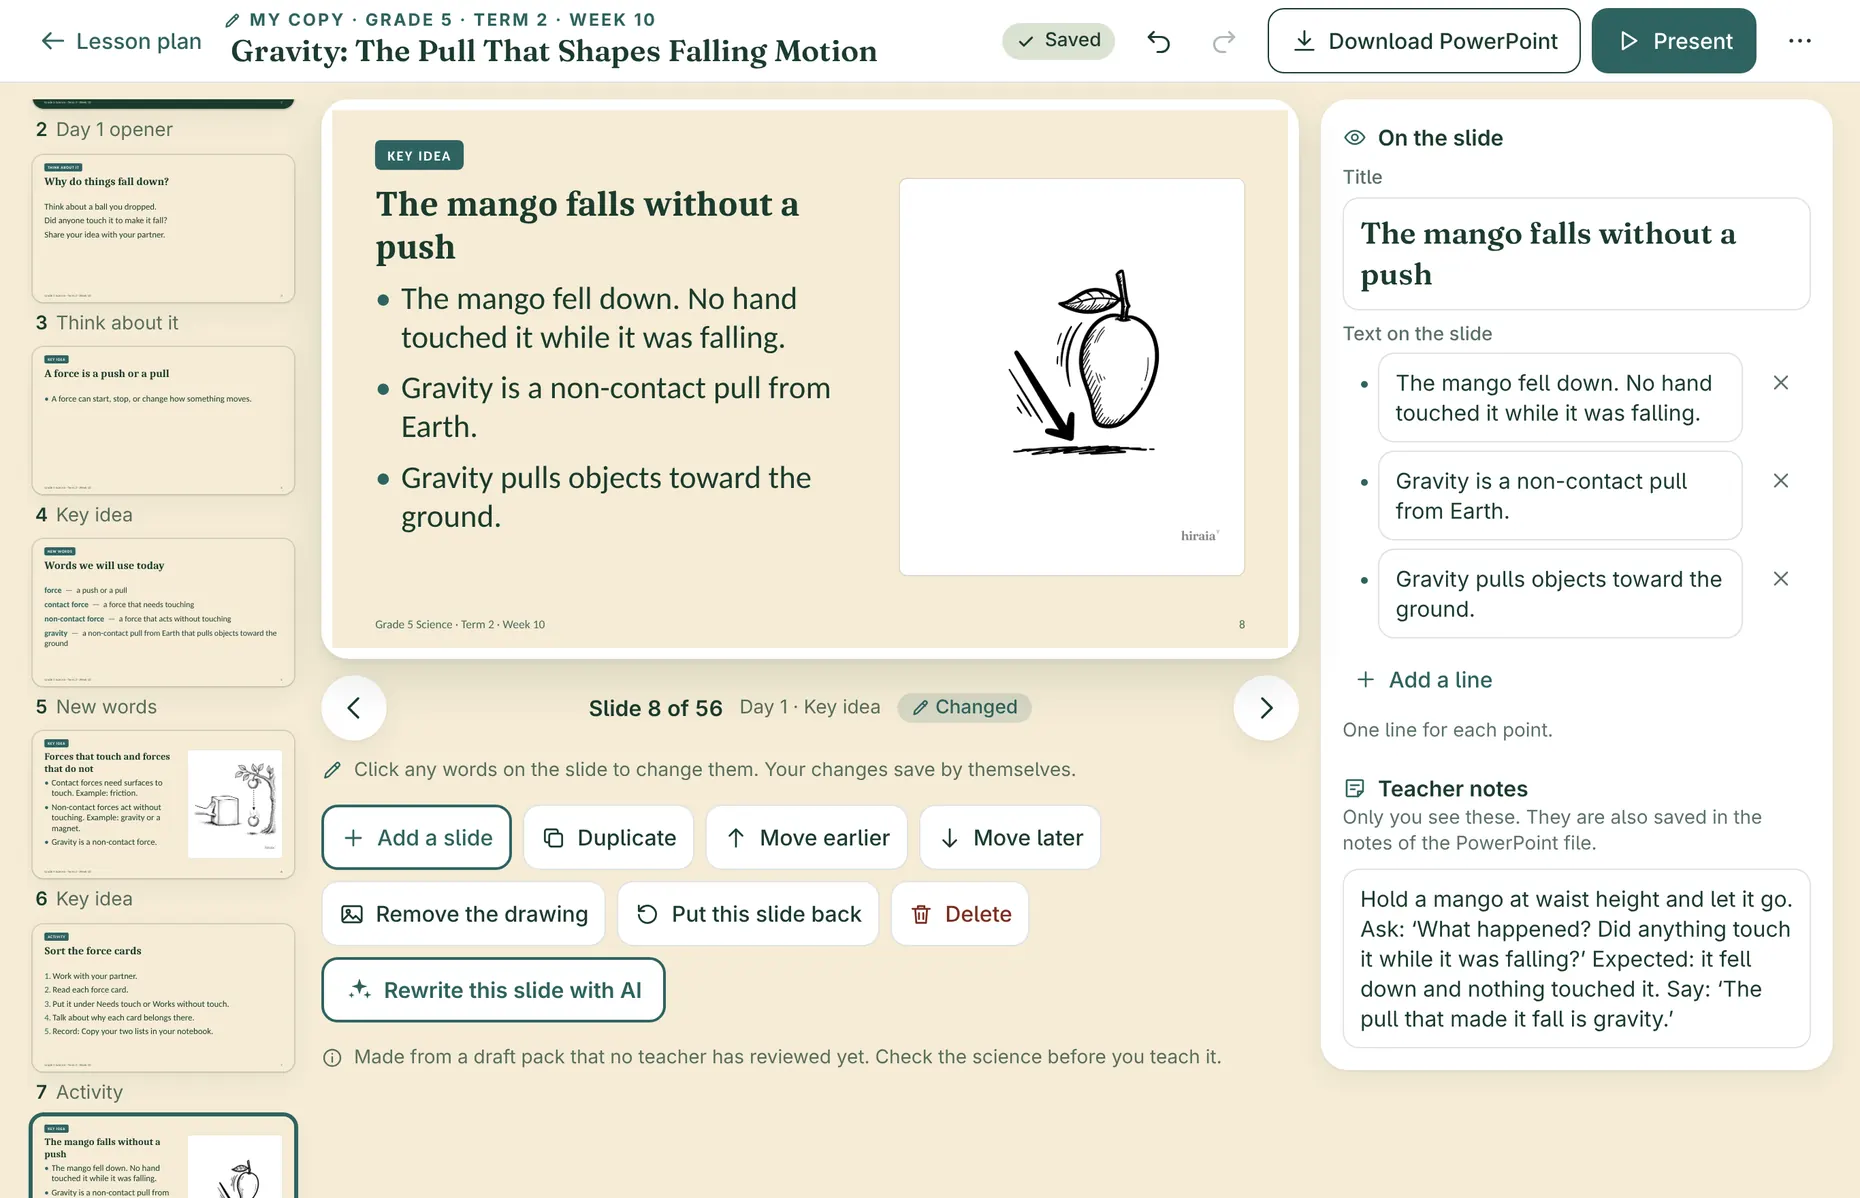 Lesson plan
MY COPY · GRADE 5 · TERM 2 · WEEK 10
Gravity: The Pull That Shapes Falling Motion
Saved
Download PowerPoint
Present
2 Day 1 opener
THINK ABOUT IT
Why do things fall down?
Think about a ball you dropped.
Did anyone touch it to make it fall?
Share your idea with your partner.
3 Think about it
KEY IDEA
A force is a push or a pull
• A force can start, stop, or change how something moves.
4 Key idea
NEW WORDS
Words we will use today
force — a push or a pull
contact force — a force that needs touching
non-contact force — a force that acts without touching
gravity — a non-contact pull from Earth that pulls objects toward the
ground
5 New words
KEY IDEA
Forces that touch and forces
that do not
• Contact forces need surfaces to
touch. Example: friction.
• Non-contact forces act without
touching. Example: gravity or a
magnet.
• Gravity is a non-contact force.
6 Key idea
ACTIVITY
Sort the force cards
1. Work with your partner.
2. Read each force card.
3. Put it under Needs touch or Works without touch.
4. Talk about why each card belongs there.
5. Record: Copy your two lists in your notebook.
7 Activity
KEY IDEA
The mango falls without a
push
• The mango fell down. No hand
touched it while it was falling.
• Gravity is a non-contact pull from
KEY IDEA
The mango falls without a
push
• The mango fell down. No hand
touched it while it was falling.
• Gravity is a non-contact pull from
Earth.
• Gravity pulls objects toward the
ground.
hiraia
Grade 5 Science · Term 2 · Week 10
8
Slide 8 of 56 Day 1 · Key idea Changed
Click any words on the slide to change them. Your changes save by themselves.
Add a slide
Duplicate
Move earlier
Move later
Remove the drawing
Put this slide back
Delete
Rewrite this slide with AI
Made from a draft pack that no teacher has reviewed yet. Check the science before you teach it.
On the slide
Title
The mango falls without a
push
Text on the slide
• The mango fell down. No hand
touched it while it was falling.
• Gravity is a non-contact pull
from Earth.
• Gravity pulls objects toward the
ground.
+ Add a line
One line for each point.
Teacher notes
Only you see these. They are also saved in the
notes of the PowerPoint file.
Hold a mango at waist height and let it go.
Ask: ‘What happened? Did anything touch
it while it was falling?’ Expected: it fell
down and nothing touched it. Say: ‘The
pull that made it fall is gravity.’